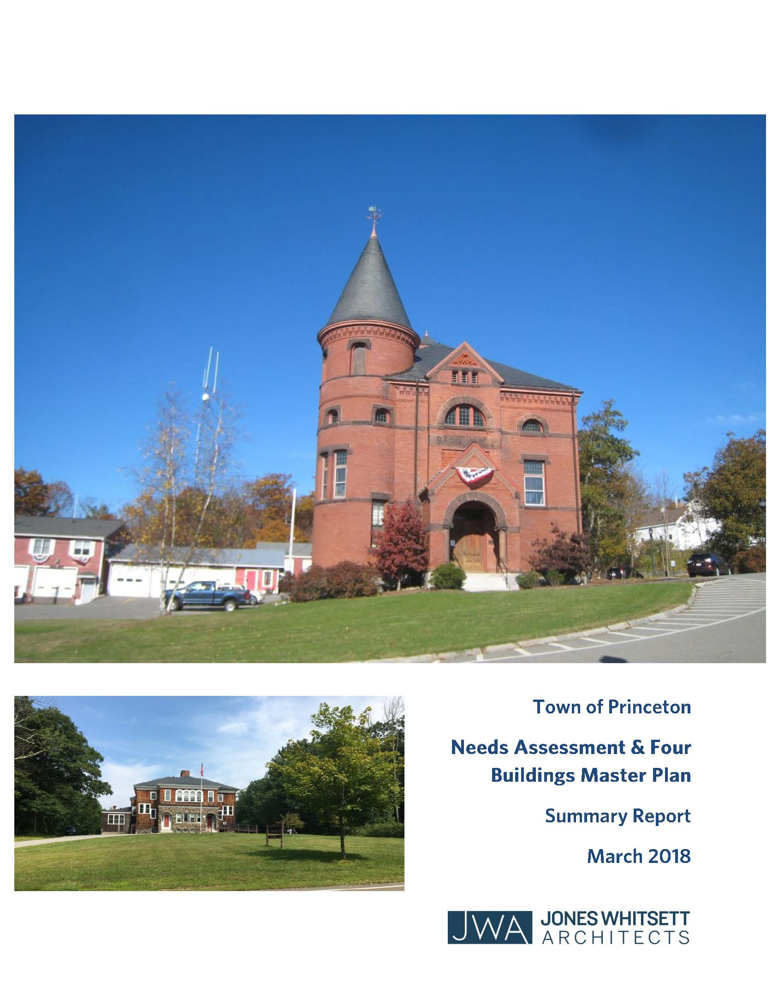 Town of Princeton
Needs Assessment & Four
Buildings Master Plan
Summary Report
March 2018
JWA JONES WHITSETT
ARCHITECTS